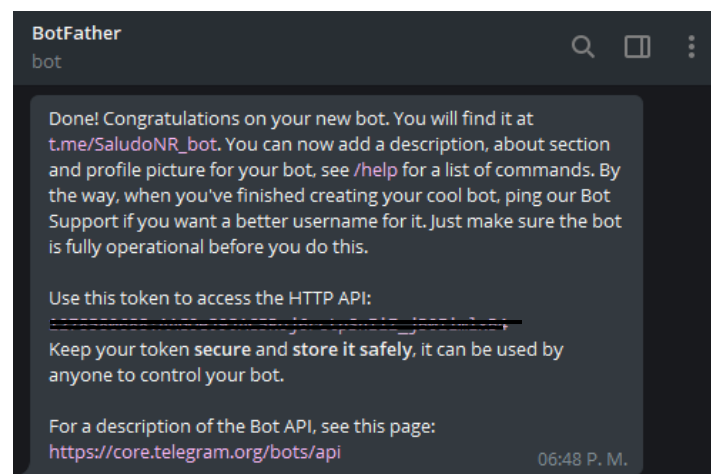 BotFather
bot
Done! Congratulations on your new bot. You will find it at
t.me/SaludoNR_bot. You can now add a description, about section
and profile picture for your bot, see /help for a list of commands. By
the way, when you've finished creating your cool bot, ping our Bot
Support if you want a better username for it. Just make sure the bot
is fully operational before you do this.
Use this token to access the HTTP API:
Keep your token secure and store it safely, it can be used by
anyone to control your bot.
For a description of the Bot API, see this page:
https://core.telegram.org/bots/api
06:48 P. M.